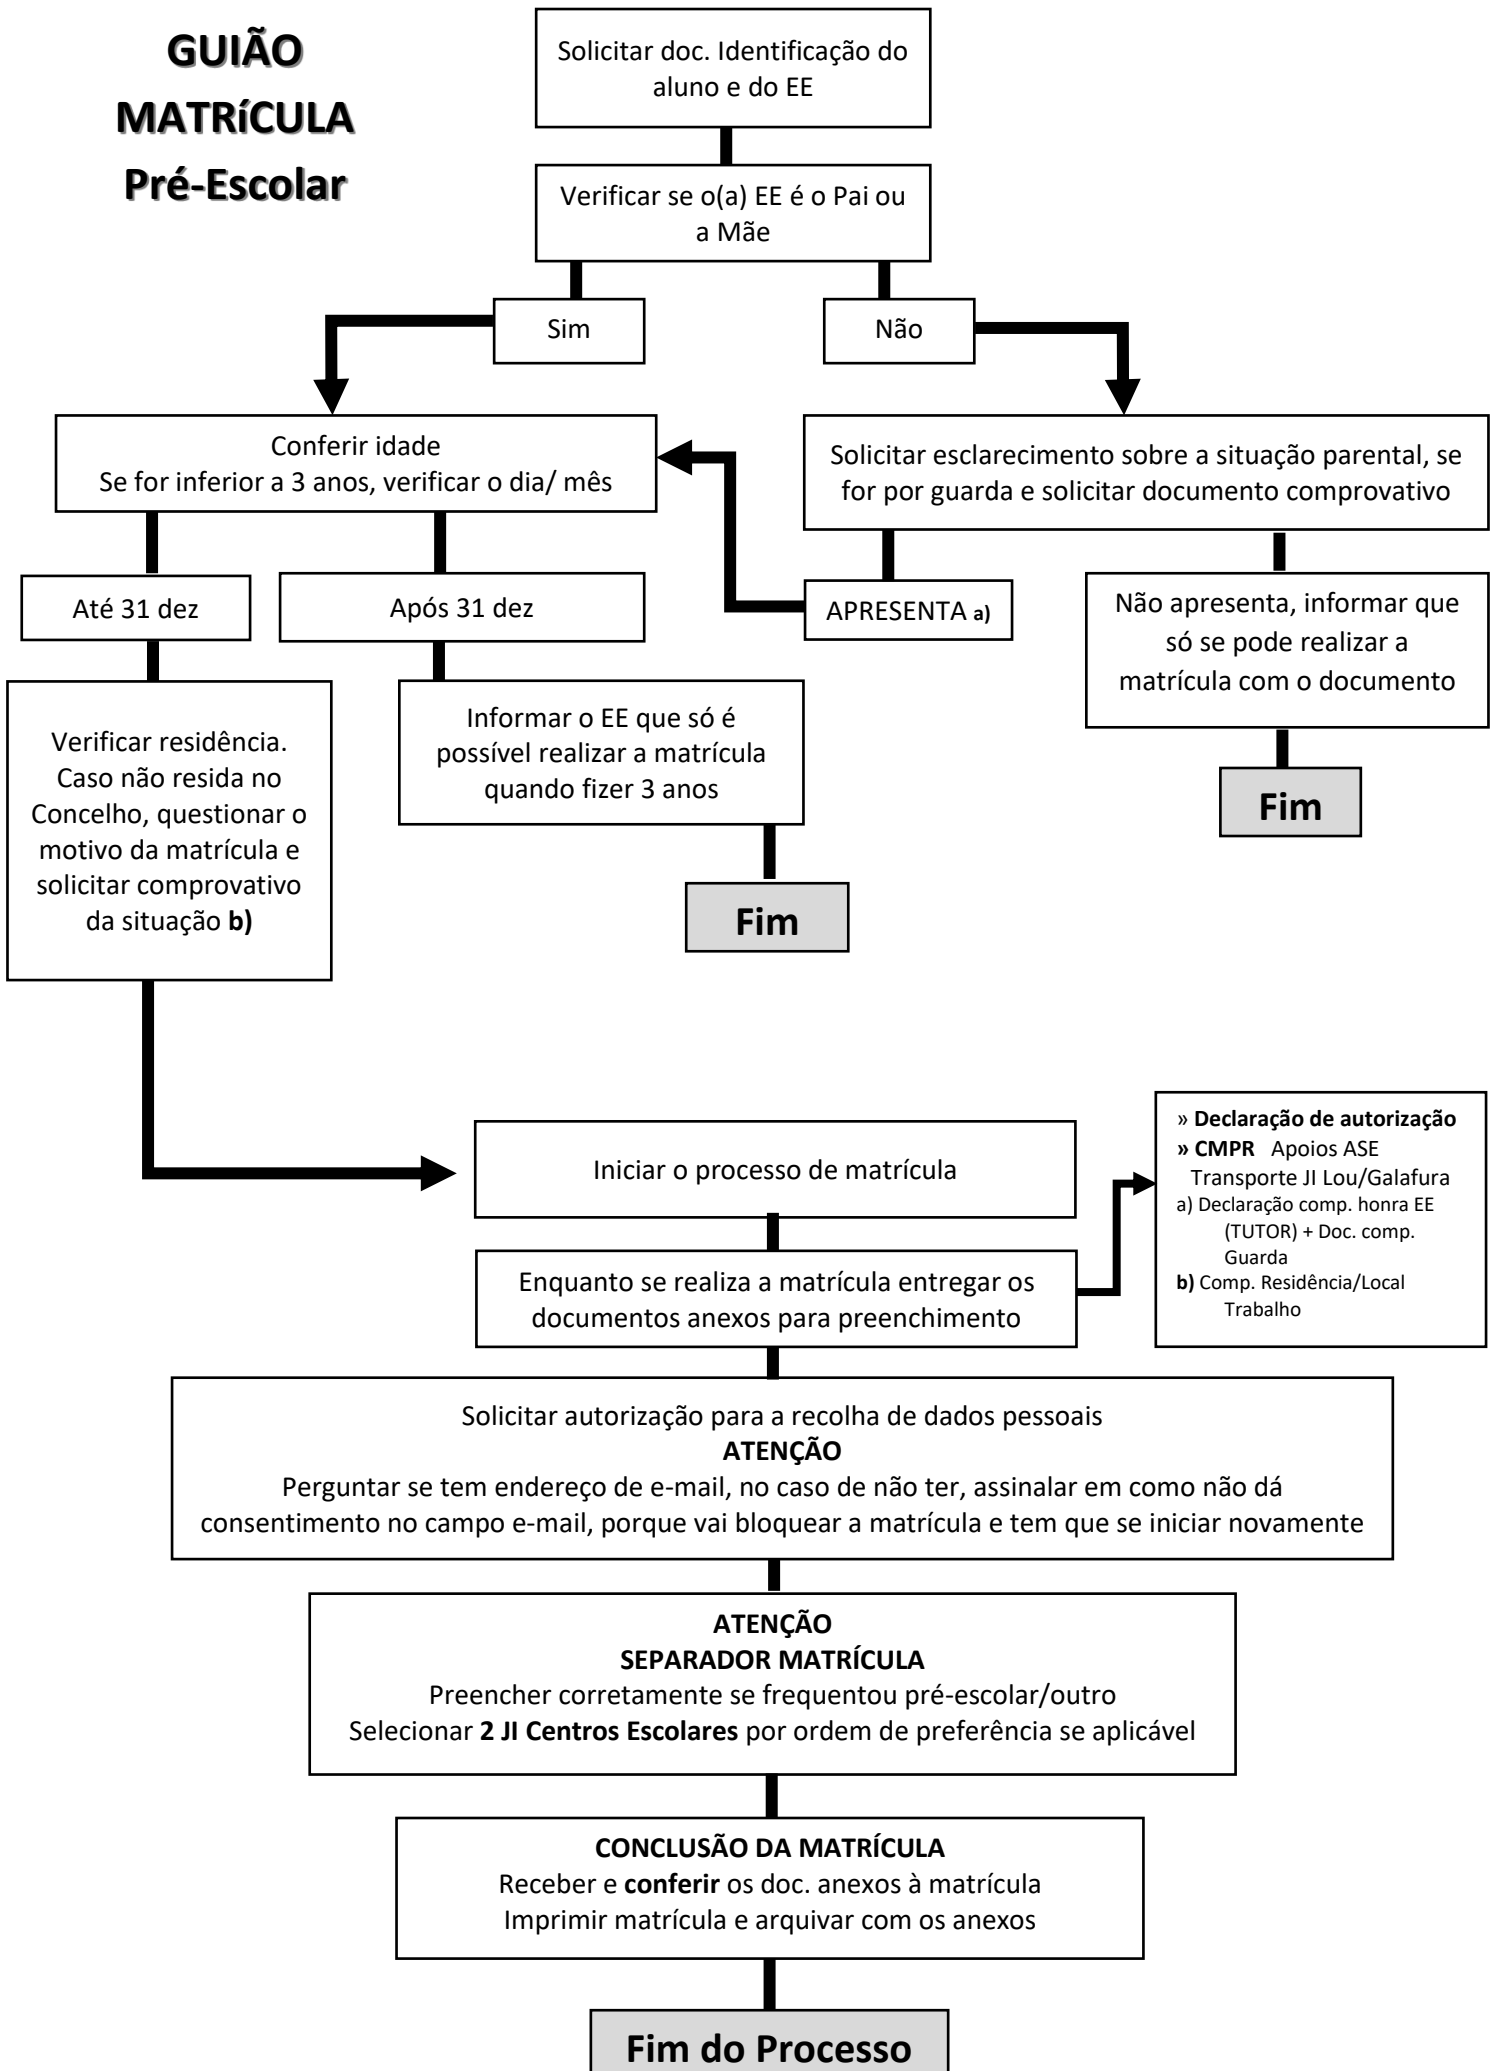 GUIÃO
MATRíCULA
Pré-Escolar
Solicitar doc. Identificação do
aluno e do EE
Verificar se o(a) EE é o Pai ou
a Mãe
Sim
Não
Conferir idade
Se for inferior a 3 anos, verificar o dia/ mês
Solicitar esclarecimento sobre a situação parental, se
for por guarda e solicitar documento comprovativo
Até 31 dez
Após 31 dez
APRESENTA a)
Não apresenta, informar que
só se pode realizar a
matrícula com o documento
Verificar residência.
Caso não resida no
Concelho, questionar o
motivo da matrícula e
solicitar comprovativo
da situação b)
Informar o EE que só é
possível realizar a matrícula
quando fizer 3 anos
Fim
Fim
Iniciar o processo de matrícula
» Declaração de autorização
» CMPR Apoios ASE
Transporte JI Lou/Galafura
a) Declaração comp. honra EE
(TUTOR) + Doc. comp.
Guarda
b) Comp. Residência/Local
Trabalho
Enquanto se realiza a matrícula entregar os
documentos anexos para preenchimento
Solicitar autorização para a recolha de dados pessoais
ATENÇÃO
Perguntar se tem endereço de e-mail, no caso de não ter, assinalar em como não dá
consentimento no campo e-mail, porque vai bloquear a matrícula e tem que se iniciar novamente
ATENÇÃO
SEPARADOR MATRÍCULA
Preencher corretamente se frequentou pré-escolar/outro
Selecionar 2 JI Centros Escolares por ordem de preferência se aplicável
CONCLUSÃO DA MATRÍCULA
Receber e conferir os doc. anexos à matrícula
Imprimir matrícula e arquivar com os anexos
Fim do Processo